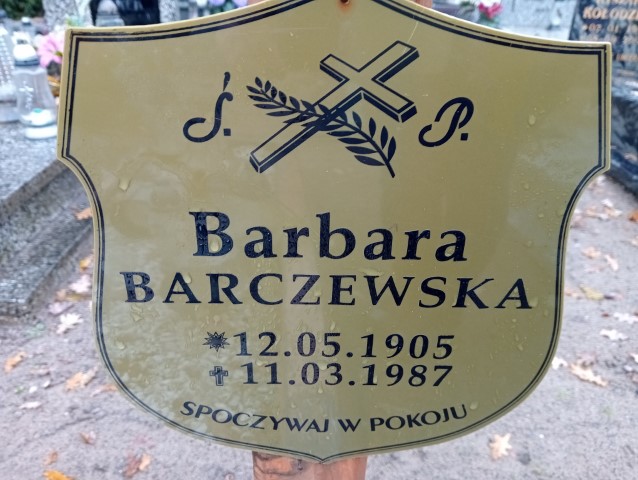 Ś. P.
Barbara
BARCZEWSKA
12.05.1905
11.03.1987
SPOCZYWAJ W POKOJU